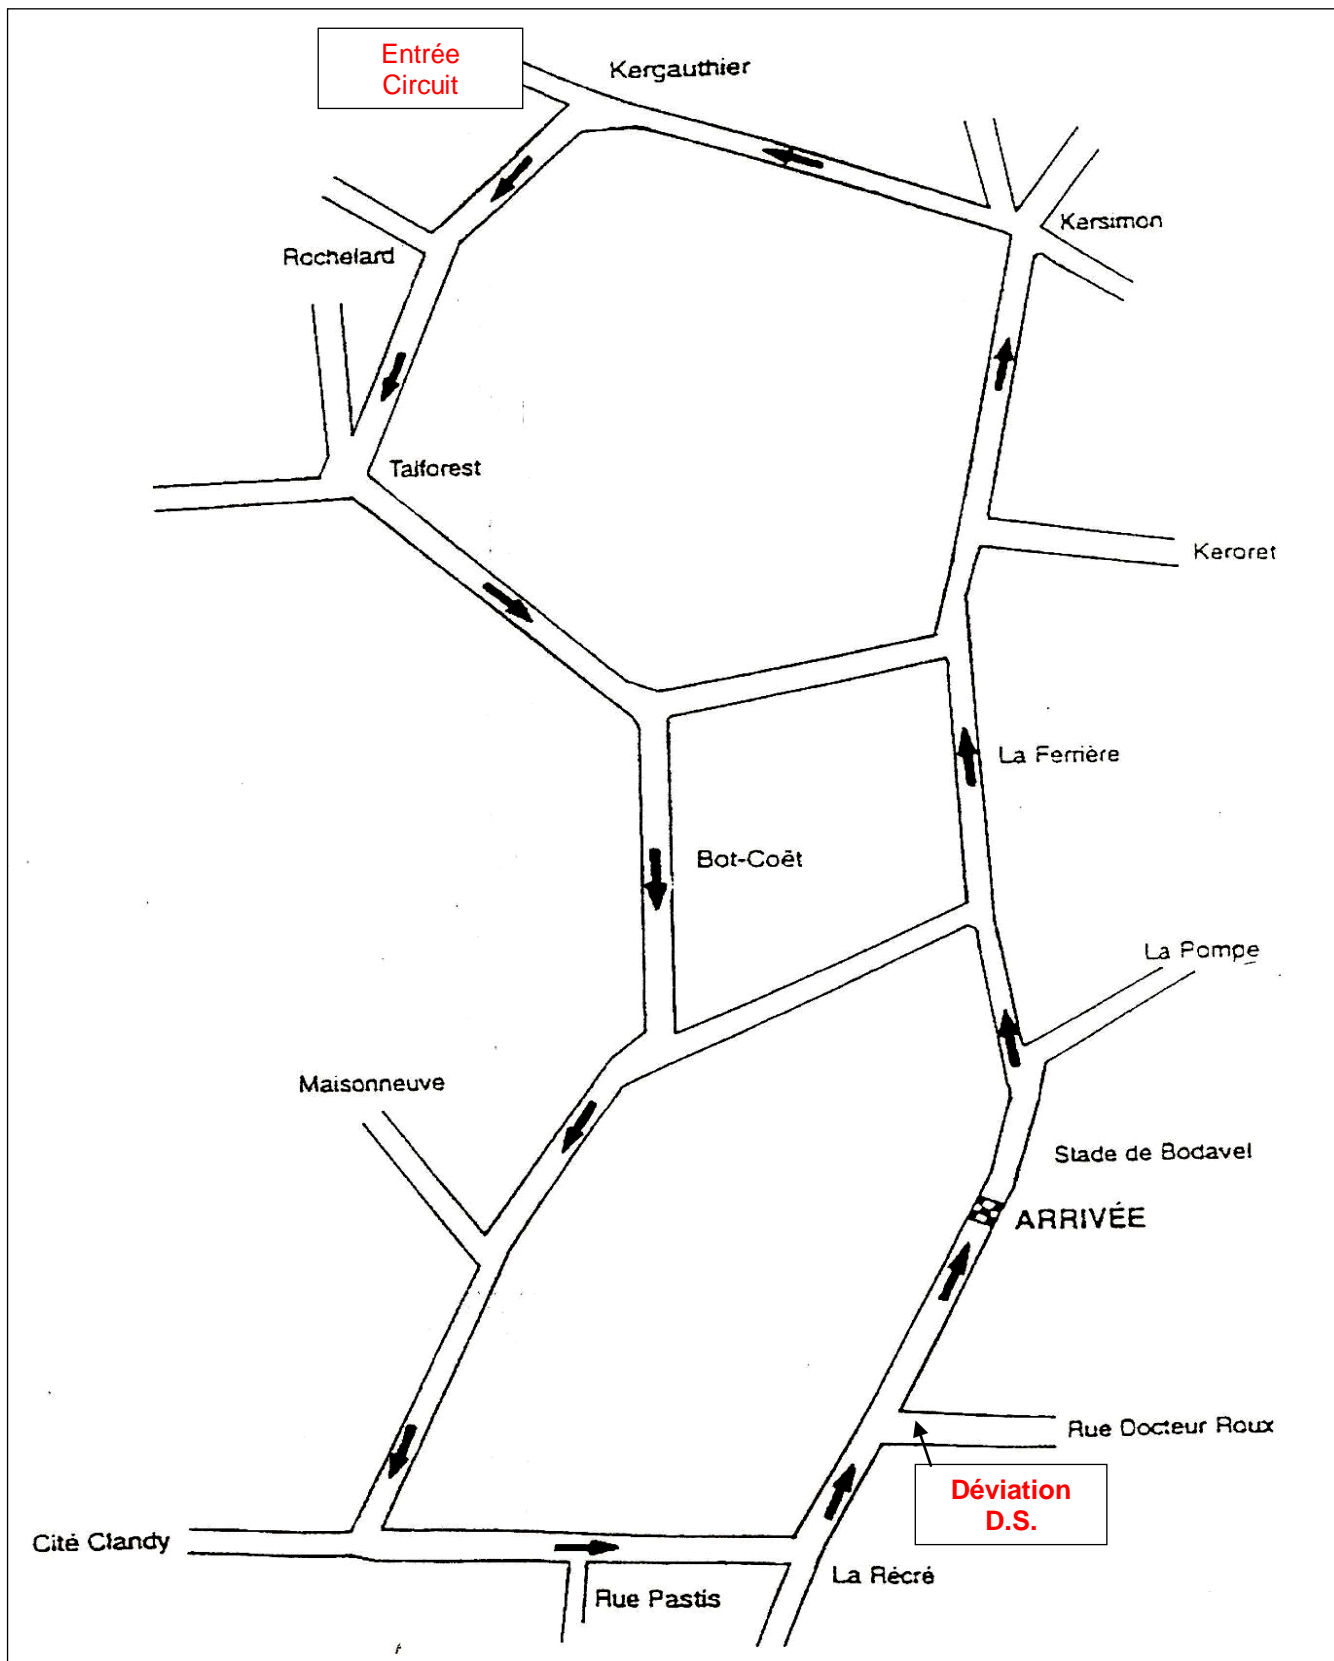 Entrée
Circuit
Kergauthier
Kersimon
Rochelard
Talforest
Keroret
La Ferrière
Bot-Coët
La Pompe
Maisonneuve
Stade de Bodavel
ARRIVÉE
Rue Docteur Roux
Déviation
D.S.
Cité Clandy
La Récré
Rue Pastis